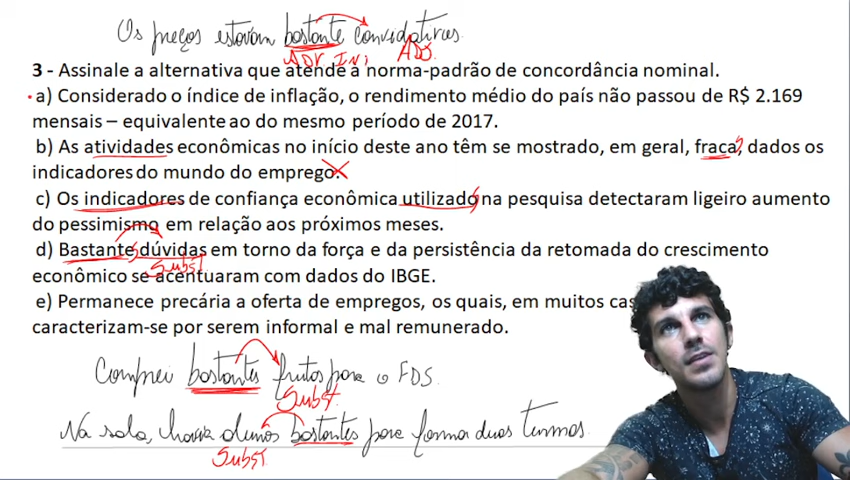 Os preços estavam bastante convidativos.
ADV INT ADJ.
3 - Assinale a alternativa que atende à norma-padrão de concordância nominal.
a) Considerado o índice de inflação, o rendimento médio do país não passou de R$ 2.169
mensais – equivalente ao do mesmo período de 2017.
b) As atividades econômicas no início deste ano têm se mostrado, em geral, fracas, dados os
indicadores do mundo do emprego.
c) Os indicadores de confiança econômica utilizados na pesquisa detectaram ligeiro aumento
do pessimismo em relação aos próximos meses.
d) Bastantes dúvidas em torno da força e da persistência da retomada do crescimento
Subst.
econômico se acentuaram com dados do IBGE.
e) Permanece precária a oferta de empregos, os quais, em muitos
caracterizam-se por serem informal e mal remunerado.
Comprei bastantes frutos para o FDS.
Subst.
Na sala, havia alunos bastantes para formar duas turmas.
Subst.